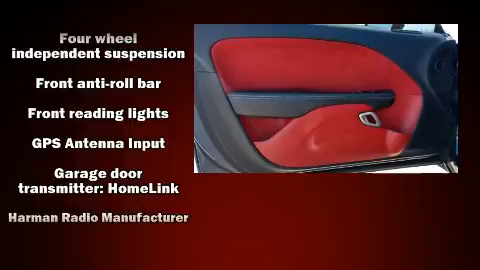 Four wheel
independent suspension
Front anti-roll bar
Front reading lights
GPS Antenna Input
Garage door
transmitter: HomeLink
Harman Radio Manufacturer